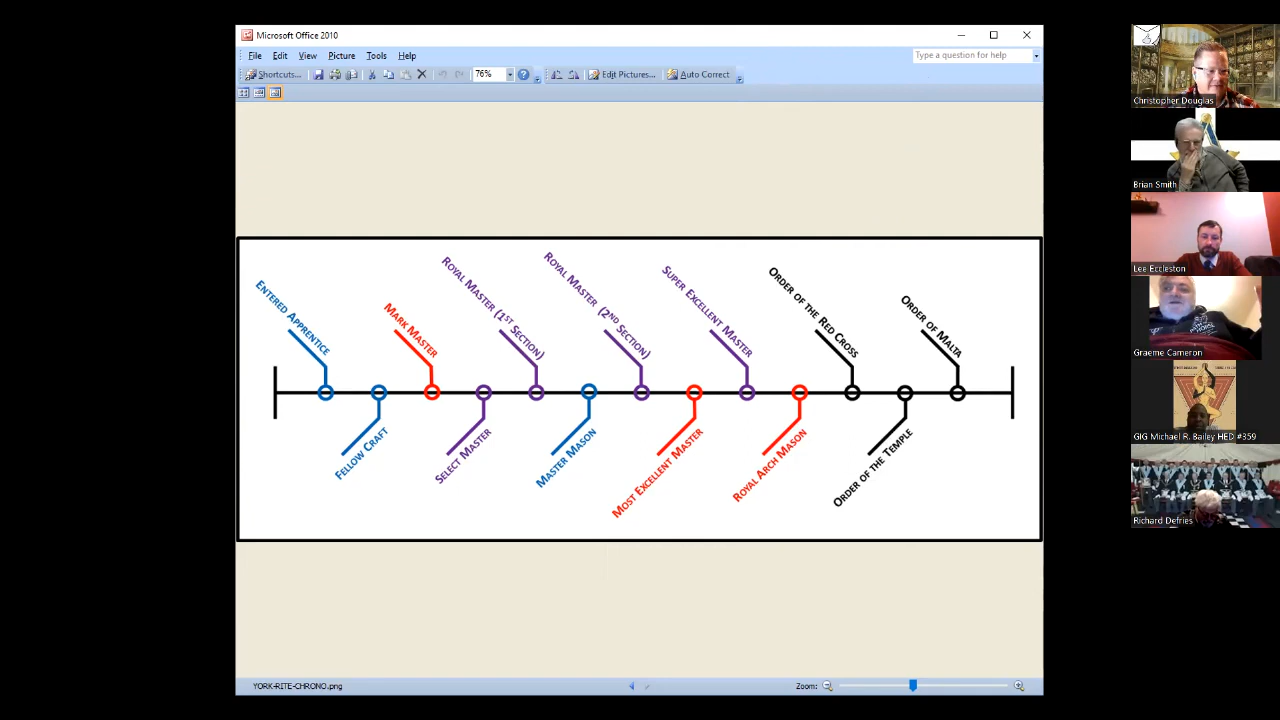 Microsoft Office 2010
File Edit View Picture Tools Help
Type a question for help
Shortcuts...
76%
Edit Pictures...
Auto Correct
ENTERED APPRENTICE
FELLOW CRAFT
MARK MASTER
SELECT MASTER
ROYAL MASTER (1ST SECTION)
MASTER MASON
ROYAL MASTER (2ND SECTION)
MOST EXCELLENT MASTER
SUPER EXCELLENT MASTER
ROYAL ARCH MASON
ORDER OF THE RED CROSS
ORDER OF THE TEMPLE
ORDER OF MALTA
YORK-RITE-CHRONO.png
Zoom:
Christopher Douglas
Brian Smith
Lee Eccleston
Graeme Cameron
GIG Michael R. Bailey HED #359
Richard Defries